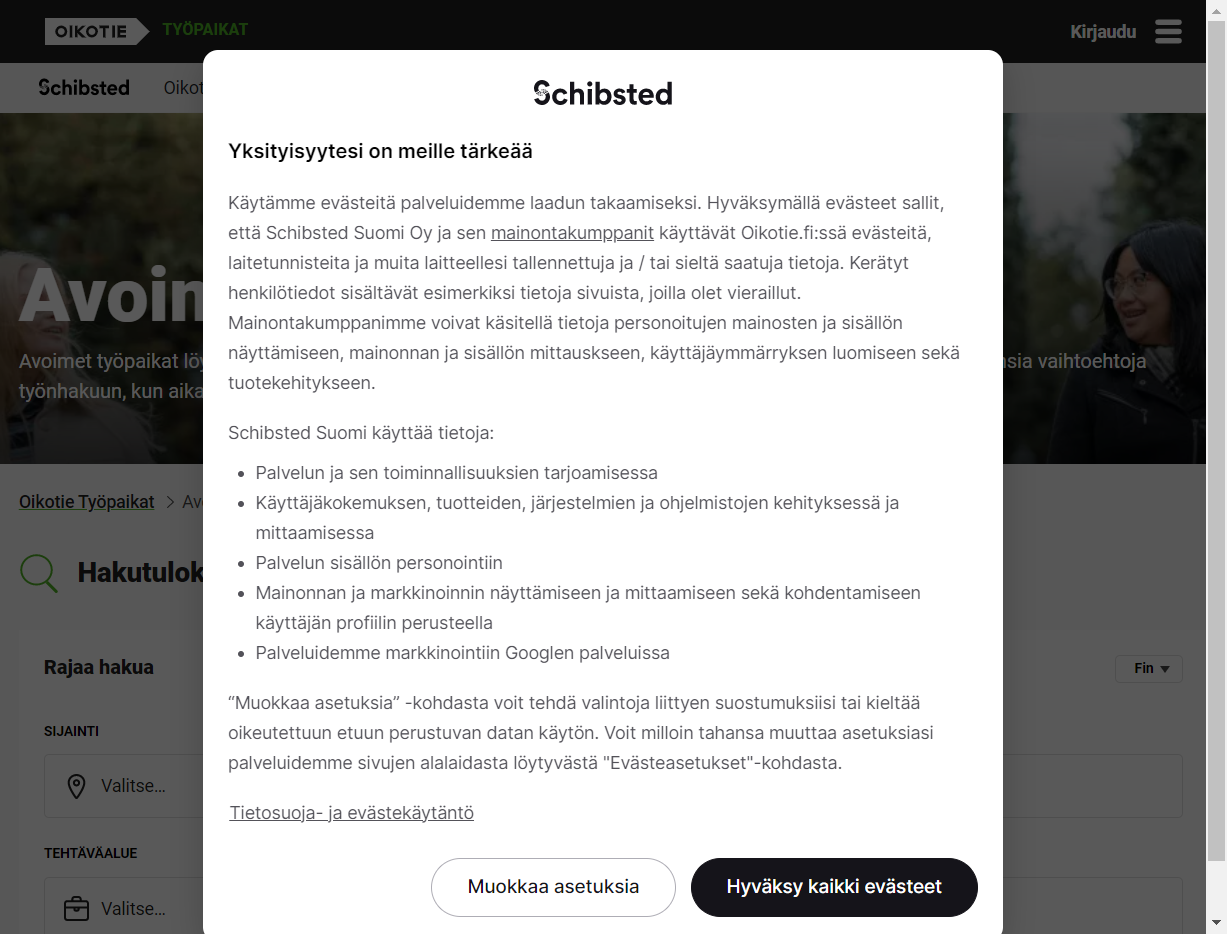 OIKOTIE TYÖPAIKAT
Kirjaudu
Schibsted Oikot
Avoin
Avoimet työpaikat
vaihtoehtoja
työnhakuun, kun
Oikotie Työpaikat
Hakutulok
Rajaa hakua
Fin
SIJAINTI
Valitse...
TEHTÄVÄALUE
Valitse...
Schibsted
Yksityisyytesi on meille tärkeää
Käytämme evästeitä palveluidemme laadun takaamiseksi. Hyväksymällä evästeet sallit,
että Schibsted Suomi Oy ja sen mainontakumppanit käyttävät Oikotie.fi:ssä evästeitä,
laitetunnisteita ja muita laitteellesi tallennettuja ja / tai sieltä saatuja tietoja. Kerätyt
henkilötiedot sisältävät esimerkiksi tietoja sivuista, joilla olet vieraillut.
Mainontakumppanimme voivat käsitellä tietoja personoitujen mainosten ja sisällön
näyttämiseen, mainonnan ja sisällön mittauskseen, käyttäjäymmärryksen luomiseen sekä
tuotekehitykseen.
Schibsted Suomi käyttää tietoja:
• Palvelun ja sen toiminnallisuuksien tarjoamisessa
• Käyttäjäkokemuksen, tuotteiden, järjestelmien ja ohjelmistojen kehityksessä ja
mittaamisessa
• Palvelun sisällön personointiin
• Mainonnan ja markkinoinnin näyttämiseen ja mittaamiseen sekä kohdentamiseen
käyttäjän profiilin perusteella
• Palveluidemme markkinointiin Googlen palveluissa
“Muokkaa asetuksia” -kohdasta voit tehdä valintoja liittyen suostumuksiisi tai kieltää
oikeutettuun etuun perustuvan datan käytön. Voit milloin tahansa muuttaa asetuksiasi
palveluidemme sivujen alalaidasta löytyvästä "Evästeasetukset"-kohdasta.
Tietosuoja- ja evästekäytäntö
Muokkaa asetuksia
Hyväksy kaikki evästeet